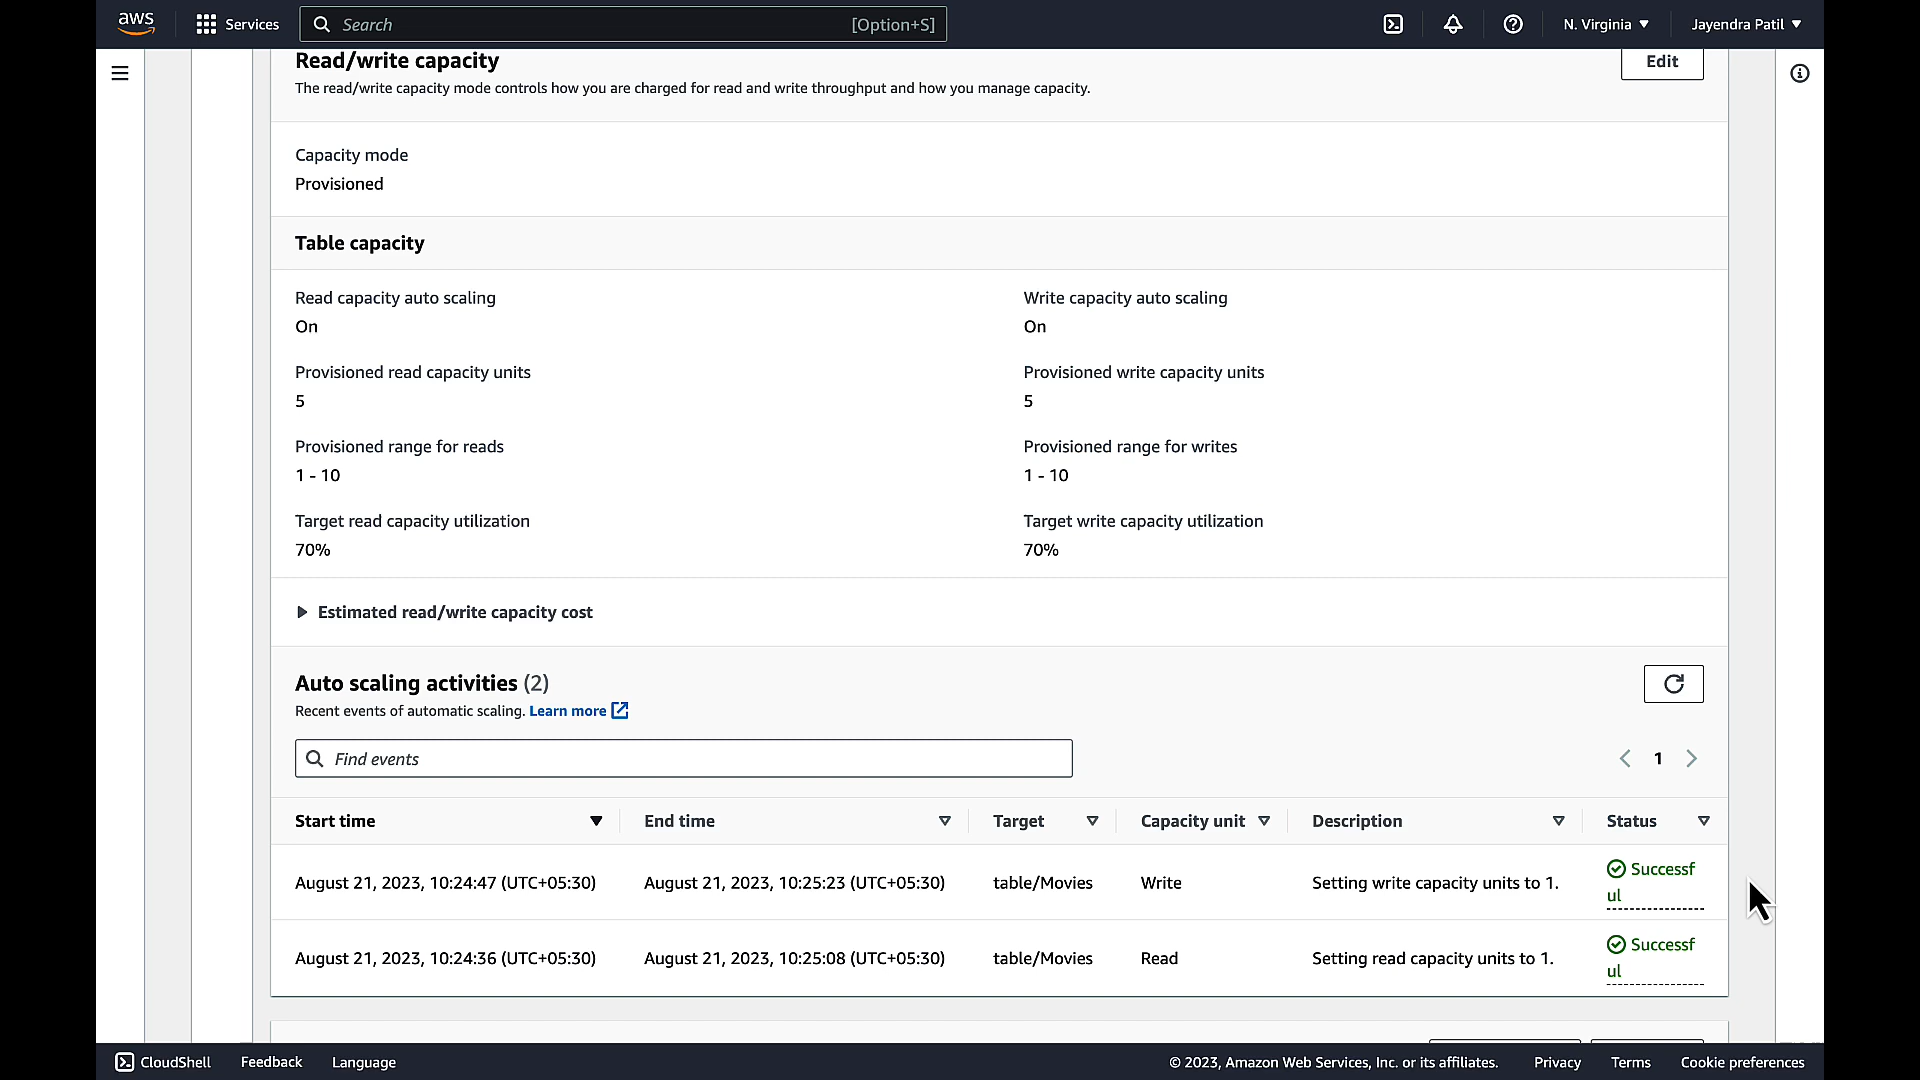 aws Services Search [Option+S] N. Virginia Jayendra Patil
Read/write capacity Edit
The read/write capacity mode controls how you are charged for read and write throughput and how you manage capacity.
Capacity mode
Provisioned
Table capacity
Read capacity auto scaling Write capacity auto scaling
On On
Provisioned read capacity units Provisioned write capacity units
5 5
Provisioned range for reads Provisioned range for writes
1 - 10 1 - 10
Target read capacity utilization Target write capacity utilization
70% 70%
Estimated read/write capacity cost
Auto scaling activities (2)
Recent events of automatic scaling. Learn more
Find events 1
Start time End time Target Capacity unit Description Status
August 21, 2023, 10:24:47 (UTC+05:30) August 21, 2023, 10:25:23 (UTC+05:30) table/Movies Write Setting write capacity units to 1. Successf
ul
August 21, 2023, 10:24:36 (UTC+05:30) August 21, 2023, 10:25:08 (UTC+05:30) table/Movies Read Setting read capacity units to 1. Successf
ul
CloudShell Feedback Language © 2023, Amazon Web Services, Inc. or its affiliates. Privacy Terms Cookie preferences